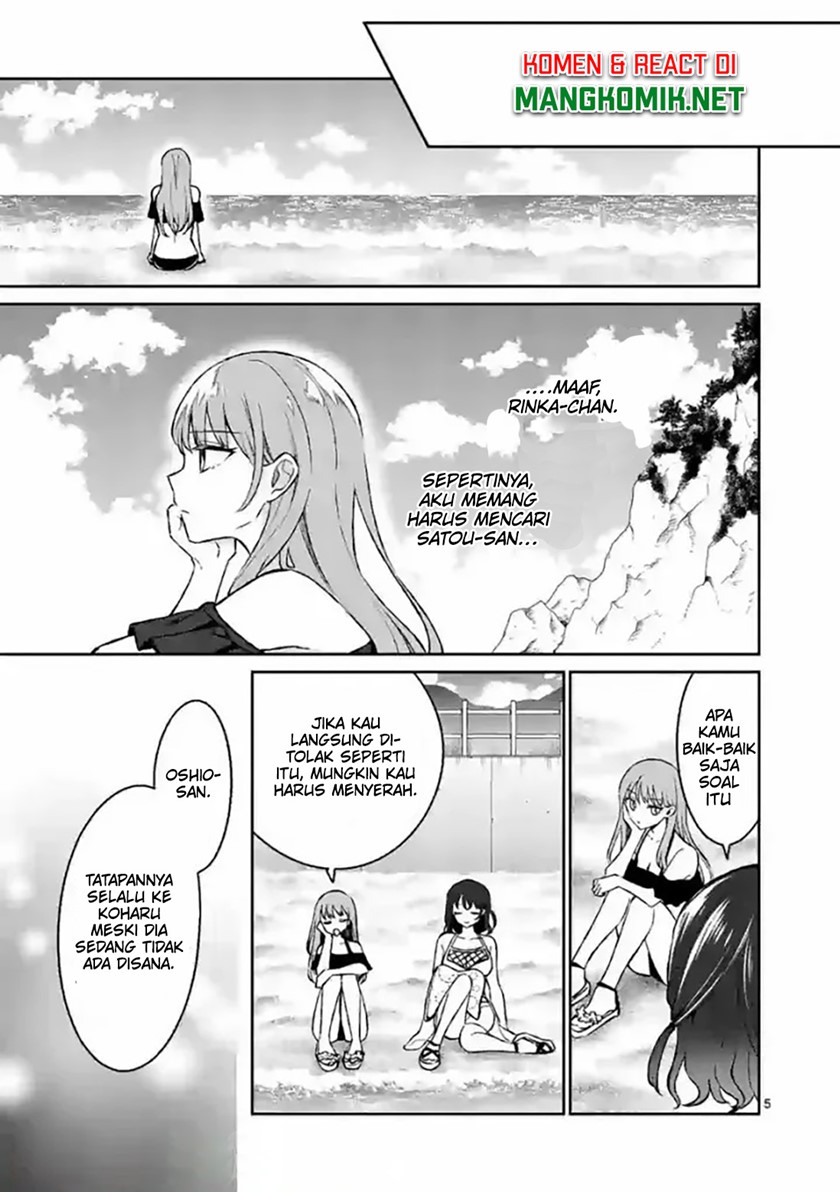 KOMEN & REACT DI
MANGKOMIK.NET
....MAAF,
RINKA-CHAN.
SEPERTINYA,
AKU MEMANG
HARUS MENCARI
SATOU-SAN...
APA
KAMU
BAIK-BAIK
SAJA
SOAL
ITU
JIKA KAU
LANGSUNG DI-
TOLAK SEPERTI
ITU, MUNGKIN KAU
HARUS MENYERAH.
OSHIO-
SAN.
TATAPANNYA
SELALU KE
KOHARU
MESKI DIA
SEDANG TIDAK
ADA DISANA.
5